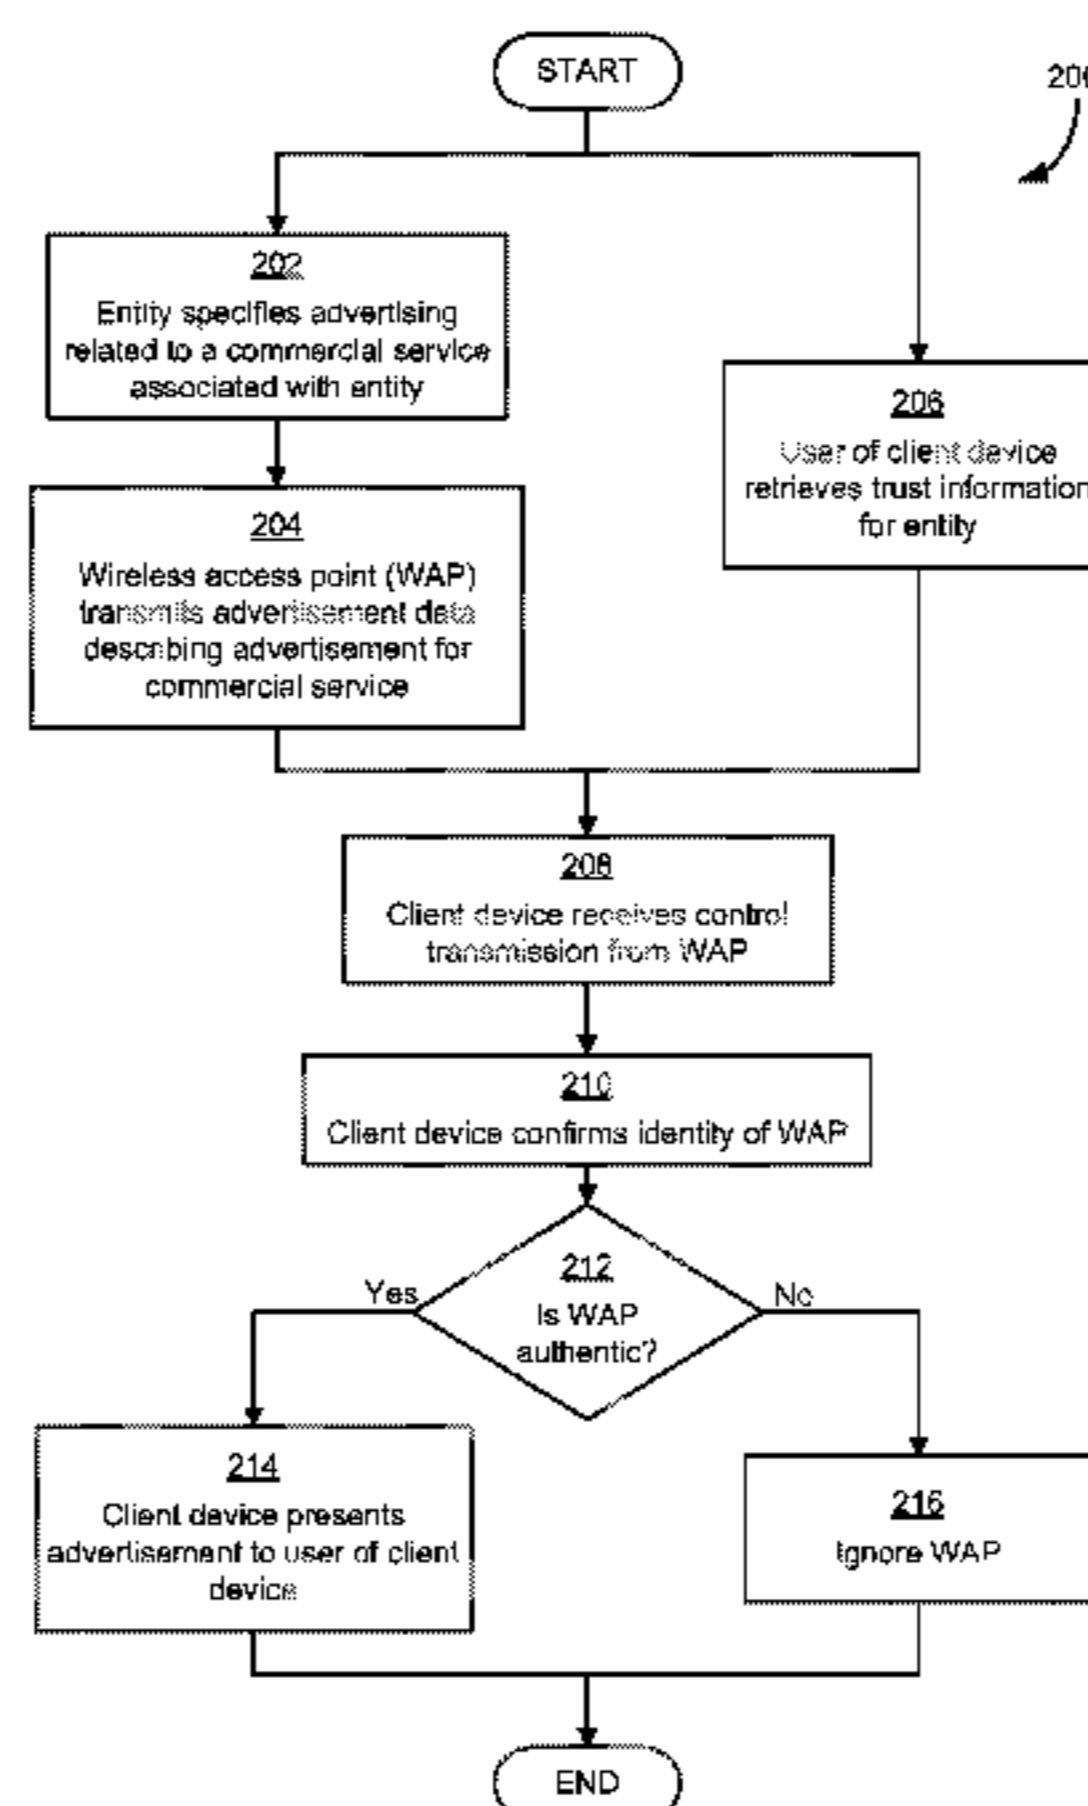 START
200
202
Entity specifies advertising
related to a commercial service
associated with entity
204
Wireless access point (WAP)
transmits advertisement data
describing advertisement for
commercial service
206
User of client device
retrieves trust information
for entity
208
Client device receives control
transmission from WAP
210
Client device confirms identity of WAP
212
Is WAP
authentic?
Yes
No
214
Client device presents
advertisement to user of client
device
216
Ignore WAP
END